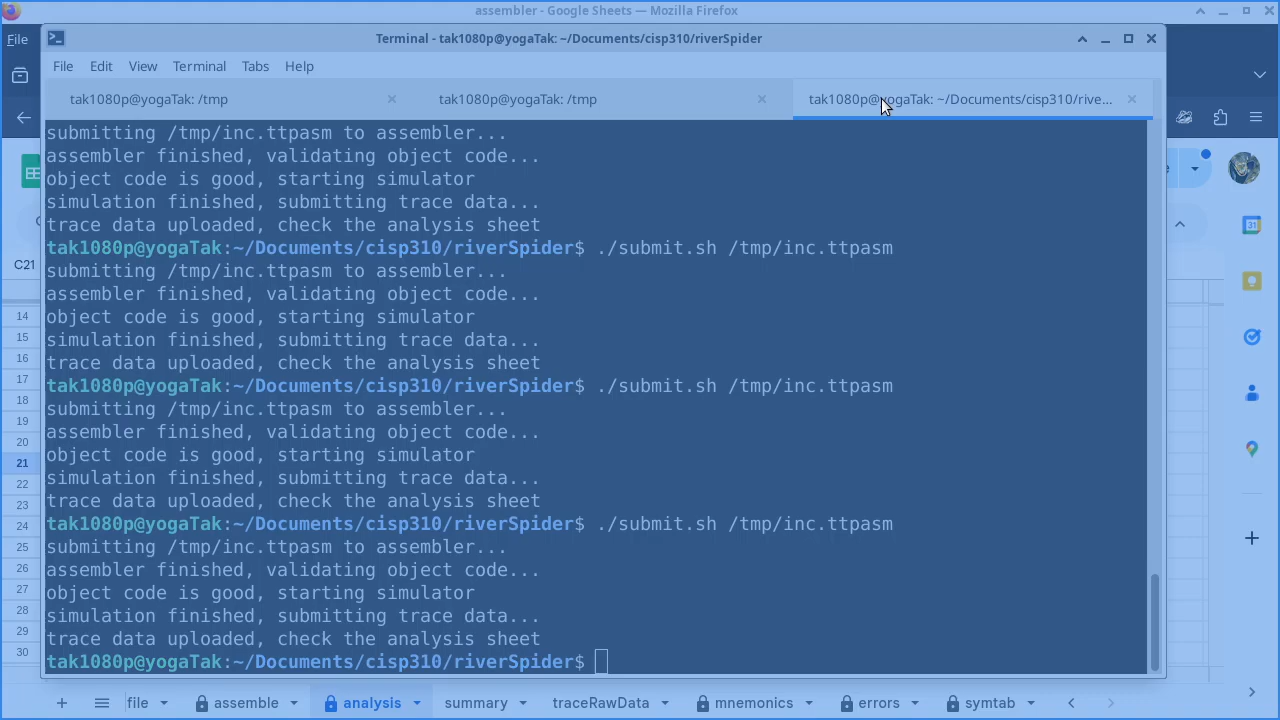 assembler - Google Sheets — Mozilla Firefox
File
Terminal - tak1080p@yogaTak: ~/Documents/cisp310/riverSpider
File Edit View Terminal Tabs Help
tak1080p@yogaTak: /tmp
tak1080p@yogaTak: /tmp
tak1080p@yogaTak: ~/Documents/cisp310/rive...
submitting /tmp/inc.ttpasm to assembler...
assembler finished, validating object code...
object code is good, starting simulator
simulation finished, submitting trace data...
trace data uploaded, check the analysis sheet
tak1080p@yogaTak:~/Documents/cisp310/riverSpider$ ./submit.sh /tmp/inc.ttpasm
submitting /tmp/inc.ttpasm to assembler...
assembler finished, validating object code...
object code is good, starting simulator
simulation finished, submitting trace data...
trace data uploaded, check the analysis sheet
tak1080p@yogaTak:~/Documents/cisp310/riverSpider$ ./submit.sh /tmp/inc.ttpasm
submitting /tmp/inc.ttpasm to assembler...
assembler finished, validating object code...
object code is good, starting simulator
simulation finished, submitting trace data...
trace data uploaded, check the analysis sheet
tak1080p@yogaTak:~/Documents/cisp310/riverSpider$ ./submit.sh /tmp/inc.ttpasm
submitting /tmp/inc.ttpasm to assembler...
assembler finished, validating object code...
object code is good, starting simulator
simulation finished, submitting trace data...
trace data uploaded, check the analysis sheet
tak1080p@yogaTak:~/Documents/cisp310/riverSpider$
C21
14
15
16
17
18
19
20
21
22
23
24
25
26
27
28
29
30
31
file assemble analysis summary traceRawData mnemonics errors symtab